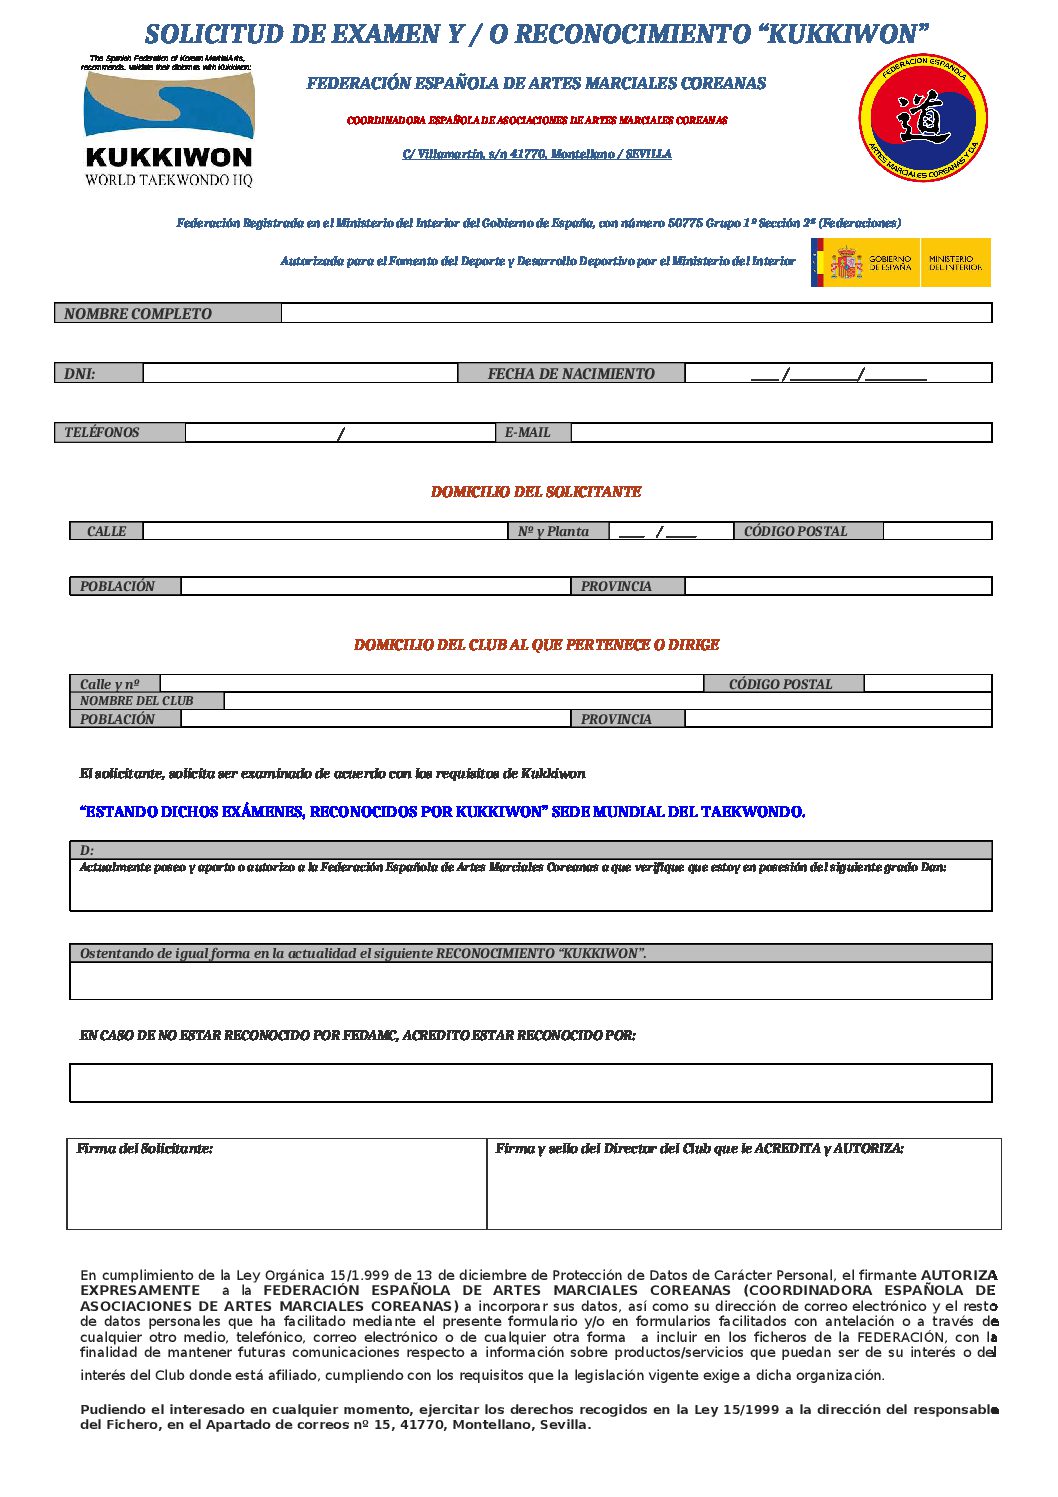 SOLICITUD DE EXAMEN Y / O RECONOCIMIENTO “KUKKIWON”
The Spanish Federation of Korean MartialArts,
recommends, validate their diplomas with Kukkiwon:
KUKKIWON
WORLD TAEKWONDO HQ
FEDERACIÓN ESPAÑOLA DE ARTES MARCIALES COREANAS
COORDINADORA ESPAÑOLA DE ASOCIACIONES DE ARTES MARCIALES COREANAS
C/ Villamartín, s/n 41770, Montellano / SEVILLA
FEDERACION ESPAÑOLA
道
ARTES MARCIALES COREANAS Y D.A
Federación Registrada en el Ministerio del Interior del Gobierno de España, con número 50775 Grupo 1º Sección 2ª (Federaciones)
Autorizada para el Fomento del Deporte y Desarrollo Deportivo por el Ministerio del Interior
GOBIERNO DE ESPAÑA
MINISTERIO DEL INTERIOR
NOMBRE COMPLETO
DNI: FECHA DE NACIMIENTO ____ /_________/________
TELÉFONOS / E-MAIL
DOMICILIO DEL SOLICITANTE
CALLE Nº y Planta ____ / ____ CÓDIGO POSTAL
POBLACIÓN PROVINCIA
DOMICILIO DEL CLUB AL QUE PERTENECE O DIRIGE
Calle y nº CÓDIGO POSTAL
NOMBRE DEL CLUB
POBLACIÓN PROVINCIA
El solicitante, solicita ser examinado de acuerdo con los requisitos de Kukkiwon
“ESTANDO DICHOS EXÁMENES, RECONOCIDOS POR KUKKIWON” SEDE MUNDIAL DEL TAEKWONDO.
D:
Actualmente poseo y aporto o autorizo a la Federación Española de Artes Marciales Coreanas a que verifique que estoy en posesión del siguiente grado Dan:
Ostentando de igual forma en la actualidad el siguiente RECONOCIMIENTO “KUKKIWON”.
EN CASO DE NO ESTAR RECONOCIDO POR FEDAMC, ACREDITO ESTAR RECONOCIDO POR:
Firma del Solicitante: Firma y sello del Director del Club que le ACREDITA y AUTORIZA:
En cumplimiento de la Ley Orgánica 15/1.999 de 13 de diciembre de Protección de Datos de Carácter Personal, el firmante AUTORIZA
EXPRESAMENTE a la FEDERACIÓN ESPAÑOLA DE ARTES MARCIALES COREANAS (COORDINADORA ESPAÑOLA DE
ASOCIACIONES DE ARTES MARCIALES COREANAS) a incorporar sus datos, así como su dirección de correo electrónico y el resto
de datos personales que ha facilitado mediante el presente formulario y/o en formularios facilitados con antelación o a través de
cualquier otro medio, telefónico, correo electrónico o de cualquier otra forma a incluir en los ficheros de la FEDERACIÓN, con la
finalidad de mantener futuras comunicaciones respecto a información sobre productos/servicios que puedan ser de su interés o del
interés del Club donde está afiliado, cumpliendo con los requisitos que la legislación vigente exige a dicha organización.
Pudiendo el interesado en cualquier momento, ejercitar los derechos recogidos en la Ley 15/1999 a la dirección del responsable
del Fichero, en el Apartado de correos nº 15, 41770, Montellano, Sevilla.